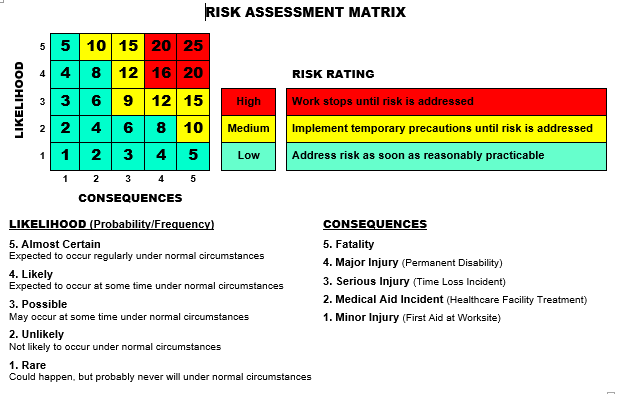 RISK ASSESSMENT MATRIX
LIKELIHOOD
5 5 10 15 20 25
4 4 8 12 16 20
3 3 6 9 12 15
2 2 4 6 8 10
1 1 2 3 4 5
1 2 3 4 5
CONSEQUENCES
RISK RATING
High Work stops until risk is addressed
Medium Implement temporary precautions until risk is addressed
Low Address risk as soon as reasonably practicable
LIKELIHOOD (Probability/Frequency)
5. Almost Certain
Expected to occur regularly under normal circumstances
4. Likely
Expected to occur at some time under normal circumstances
3. Possible
May occur at some time under normal circumstances
2. Unlikely
Not likely to occur under normal circumstances
1. Rare
Could happen, but probably never will under normal circumstances
CONSEQUENCES
5. Fatality
4. Major Injury (Permanent Disability)
3. Serious Injury (Time Loss Incident)
2. Medical Aid Incident (Healthcare Facility Treatment)
1. Minor Injury (First Aid at Worksite)